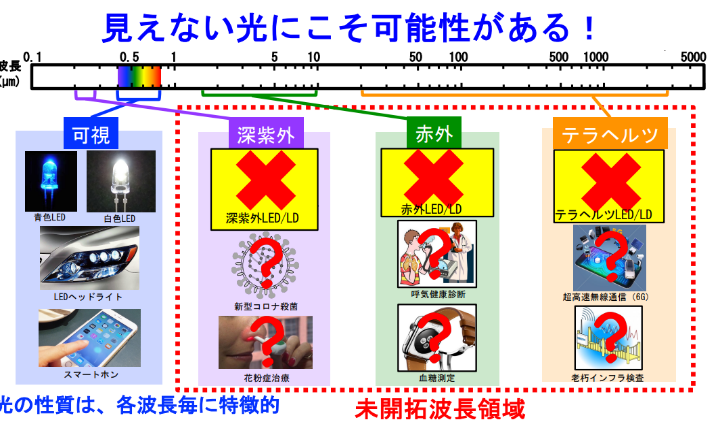 見えない光にこそ可能性がある！
波長
(μm)
0.1 0.5 1 5 10 50 100 500 1000 5000
可視
深紫外
赤外
テラヘルツ
青色LED
白色LED
深紫外LED/LD
赤外LED/LD
テラヘルツLED/LD
LEDヘッドライト
新型コロナ殺菌
呼気健康診断
超高速無線通信（6G）
スマートホン
花粉症治療
血糖測定
老朽インフラ検査
光の性質は、各波長毎に特徴的
未開拓波長領域